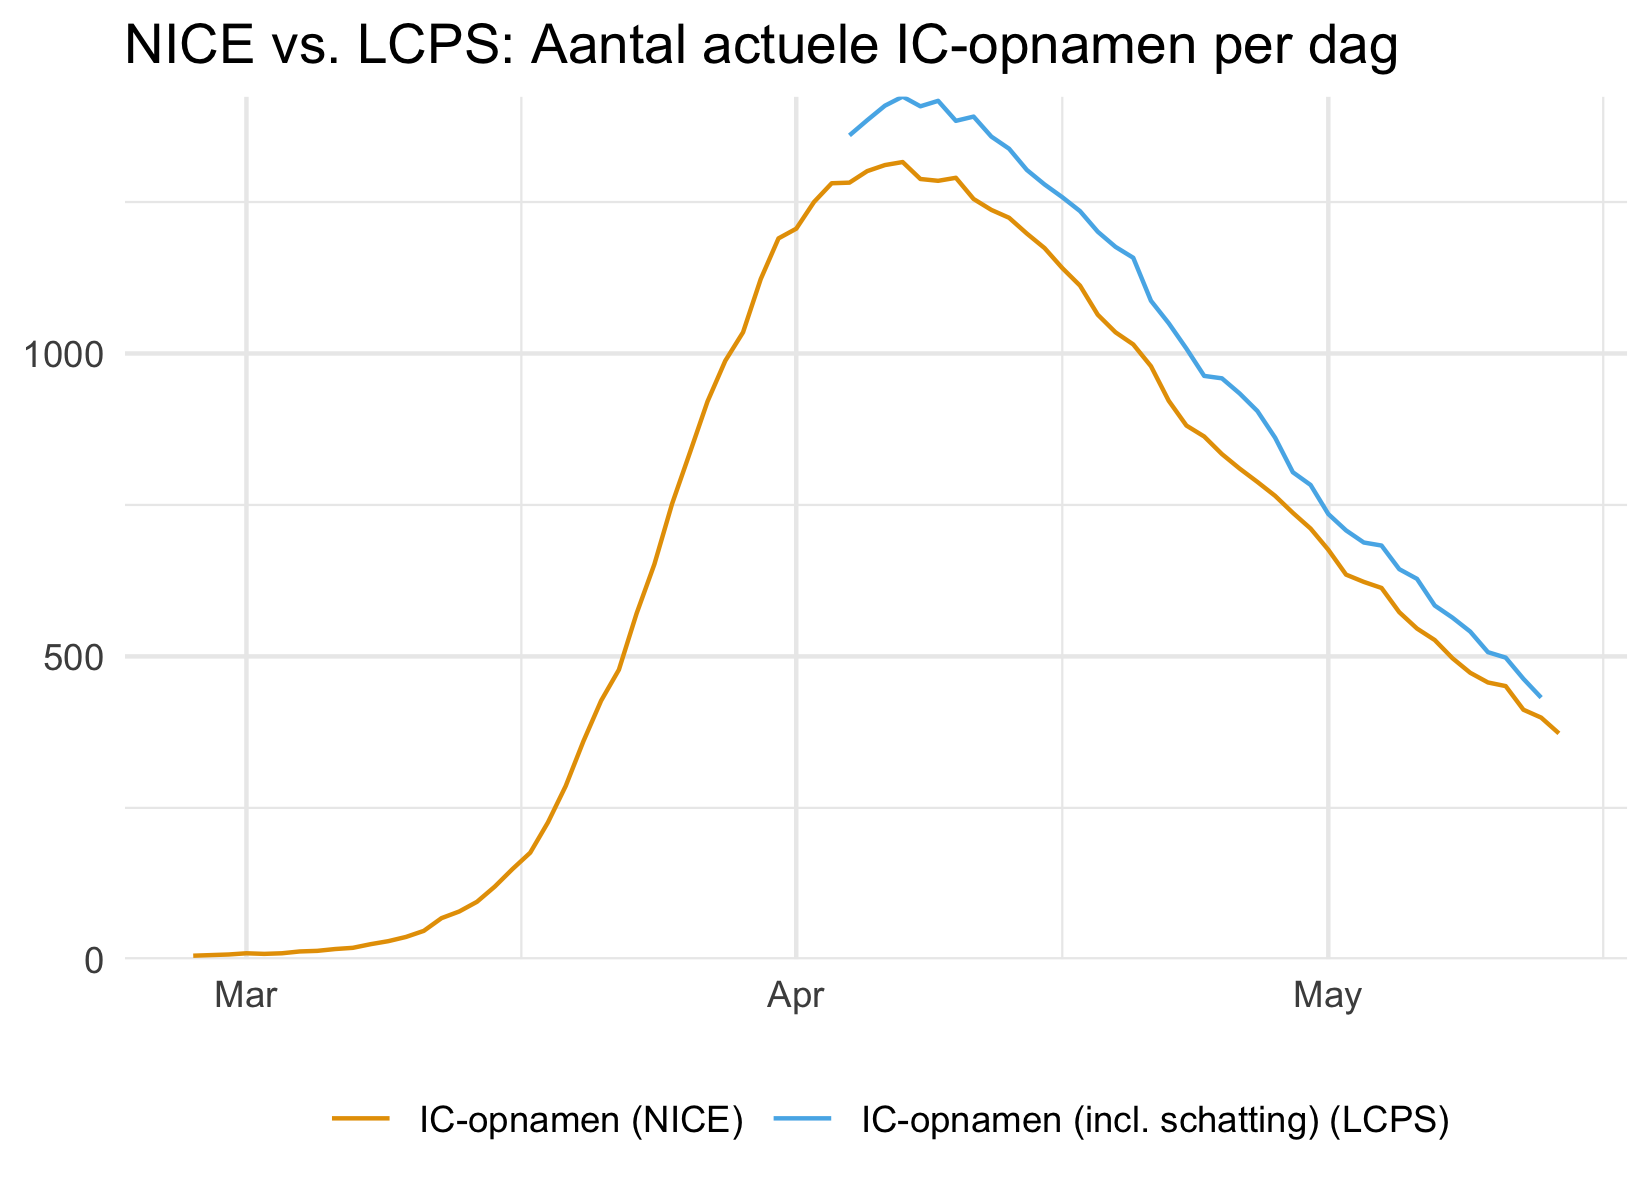 NICE vs. LCPS: Aantal actuele IC-opnamen per dag
1000
500
0
Mar Apr May
IC-opnamen (NICE) IC-opnamen (incl. schatting) (LCPS)